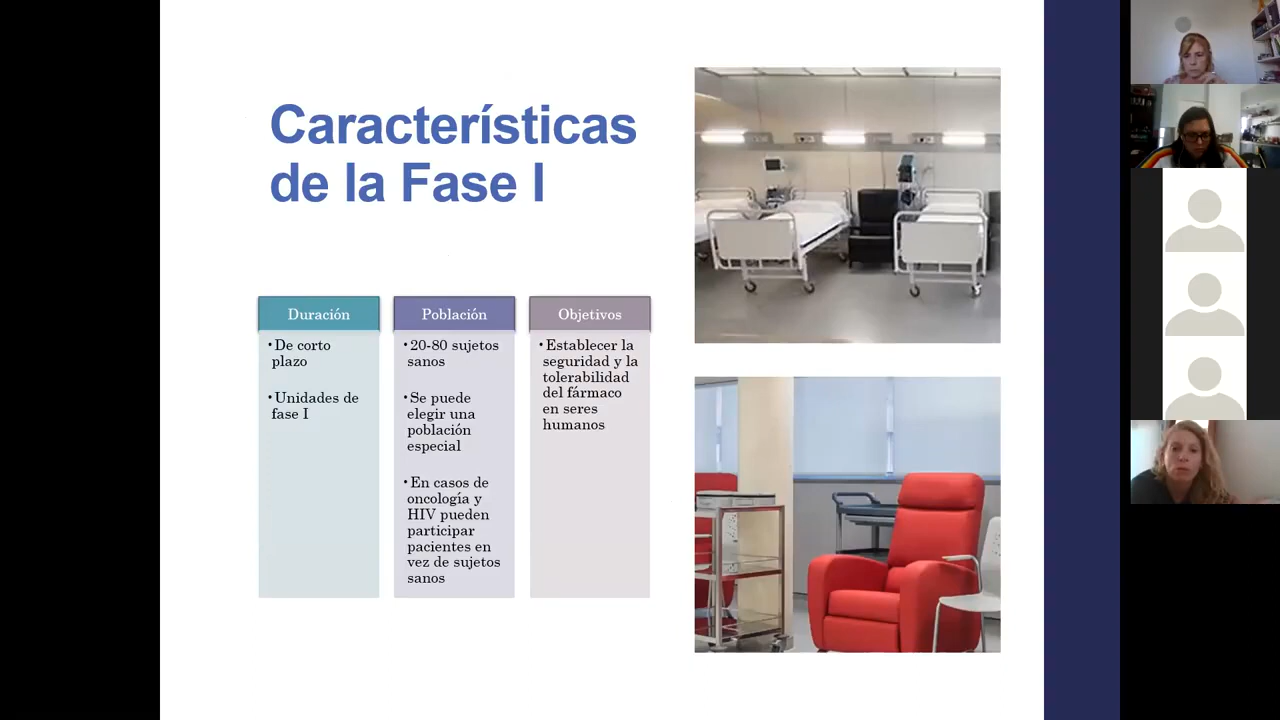 Características
de la Fase I
Duración
•De corto
plazo
•Unidades de
fase I
Población
•20-80 sujetos
sanos
•Se puede
elegir una
población
especial
•En casos de
oncología y
HIV pueden
participar
pacientes en
vez de sujetos
sanos
Objetivos
•Establecer la
seguridad y la
tolerabilidad
del fármaco
en seres
humanos